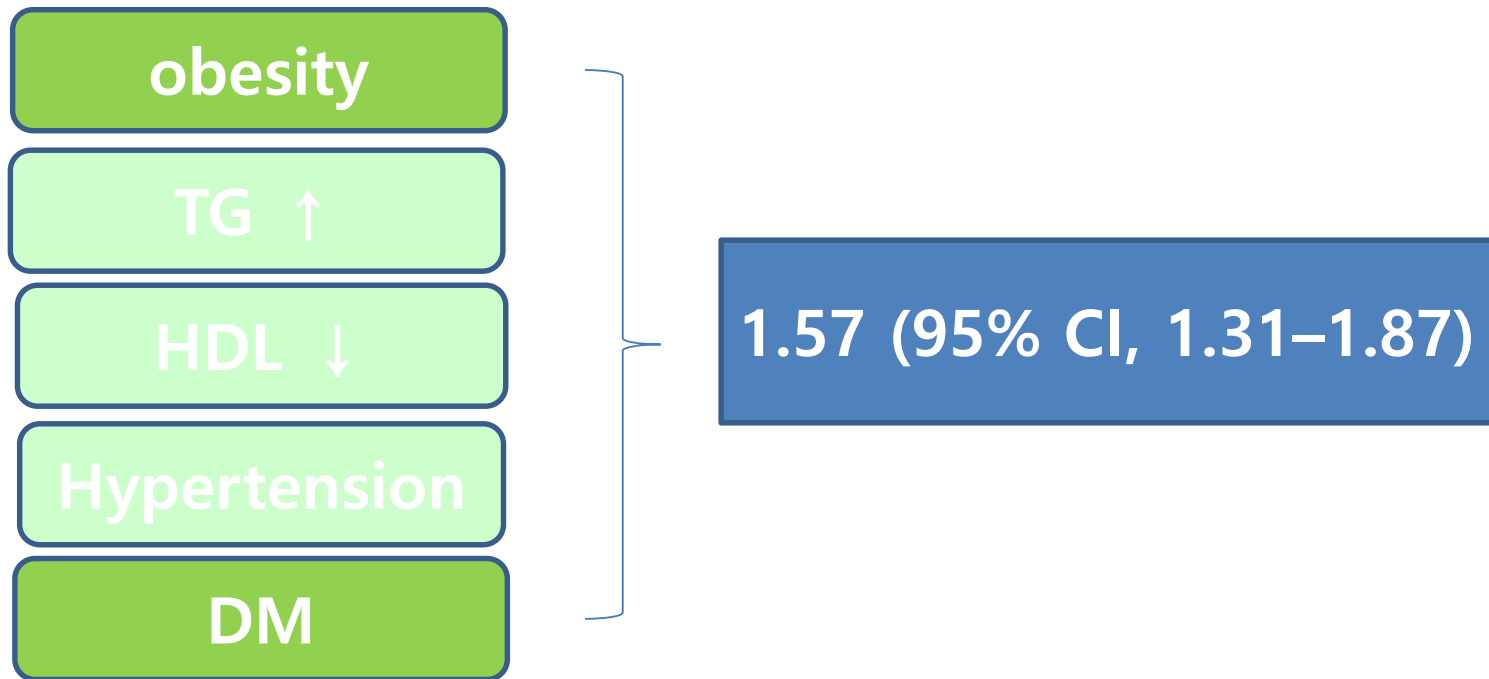 obesity
TG ↑
HDL ↓
Hypertension
DM
1.57 (95% CI, 1.31–1.87)